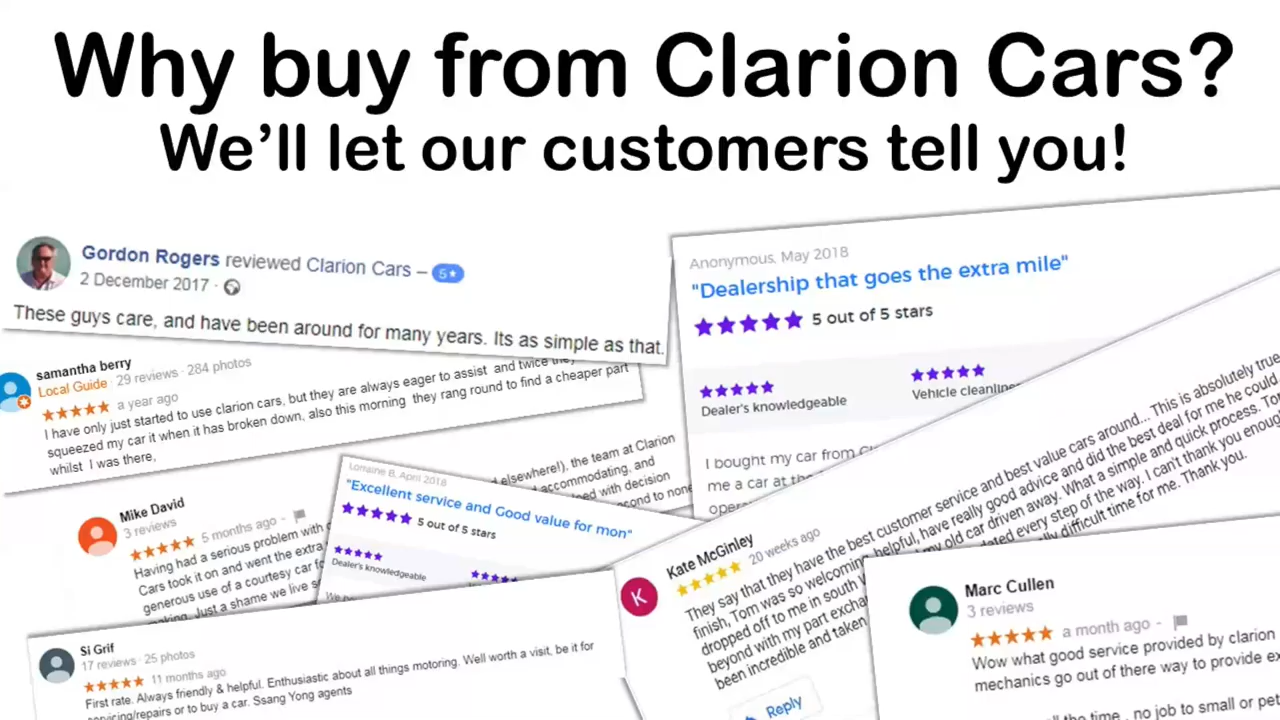 Why buy from Clarion Cars?
We'll let our customers tell you!
Gordon Rogers reviewed Clarion Cars – 5★
2 December 2017 ·
These guys care, and have been around for many years. Its as simple as that.
samantha berry
Local Guide · 29 reviews · 284 photos
a year ago
I have only just started to use clarion cars, but they are always eager to assist and twice they
squeezed my car it when it has broken down, also this morning they rang round to find a cheaper part
whilst I was there,
Anonymous, May 2018
"Dealership that goes the extra mile"
5 out of 5 stars
Dealer's knowledgeable
Vehicle cleanline
I bought my car from
me a car at the
elsewhere!), the team at Clarion
accommodating, and
with decision
second to none
Mike David
3 reviews
5 months ago -
Having had a serious problem with
Cars took it on and went the extra
generous use of a courtesy car
Just a shame we live
Lorraine B, April 2018
"Excellent service and Good value for mon"
5 out of 5 stars
Dealer's knowledgeable
Kate McGinley
20 weeks ago
They say that they have the best customer service and best value cars around... This is absolutely true
finish, Tom was so welcoming helpful, have really good advice and did the best deal for me he could
dropped off to me in south my old car driven away. What a simple and quick process.
beyond with my part every step of the way. I can't thank you enough
been incredible and taken difficult time for me. Thank you.
K
Reply
Marc Cullen
3 reviews
a month ago -
Wow what good service provided by clarion
mechanics go out of there way to provide
the time , no job to small or
Si Grif
17 reviews · 25 photos
11 months ago
First rate. Always friendly & helpful. Enthusiastic about all things motoring. Well worth a visit, be it for
servicing/repairs or to buy a car. Ssang Yong agents